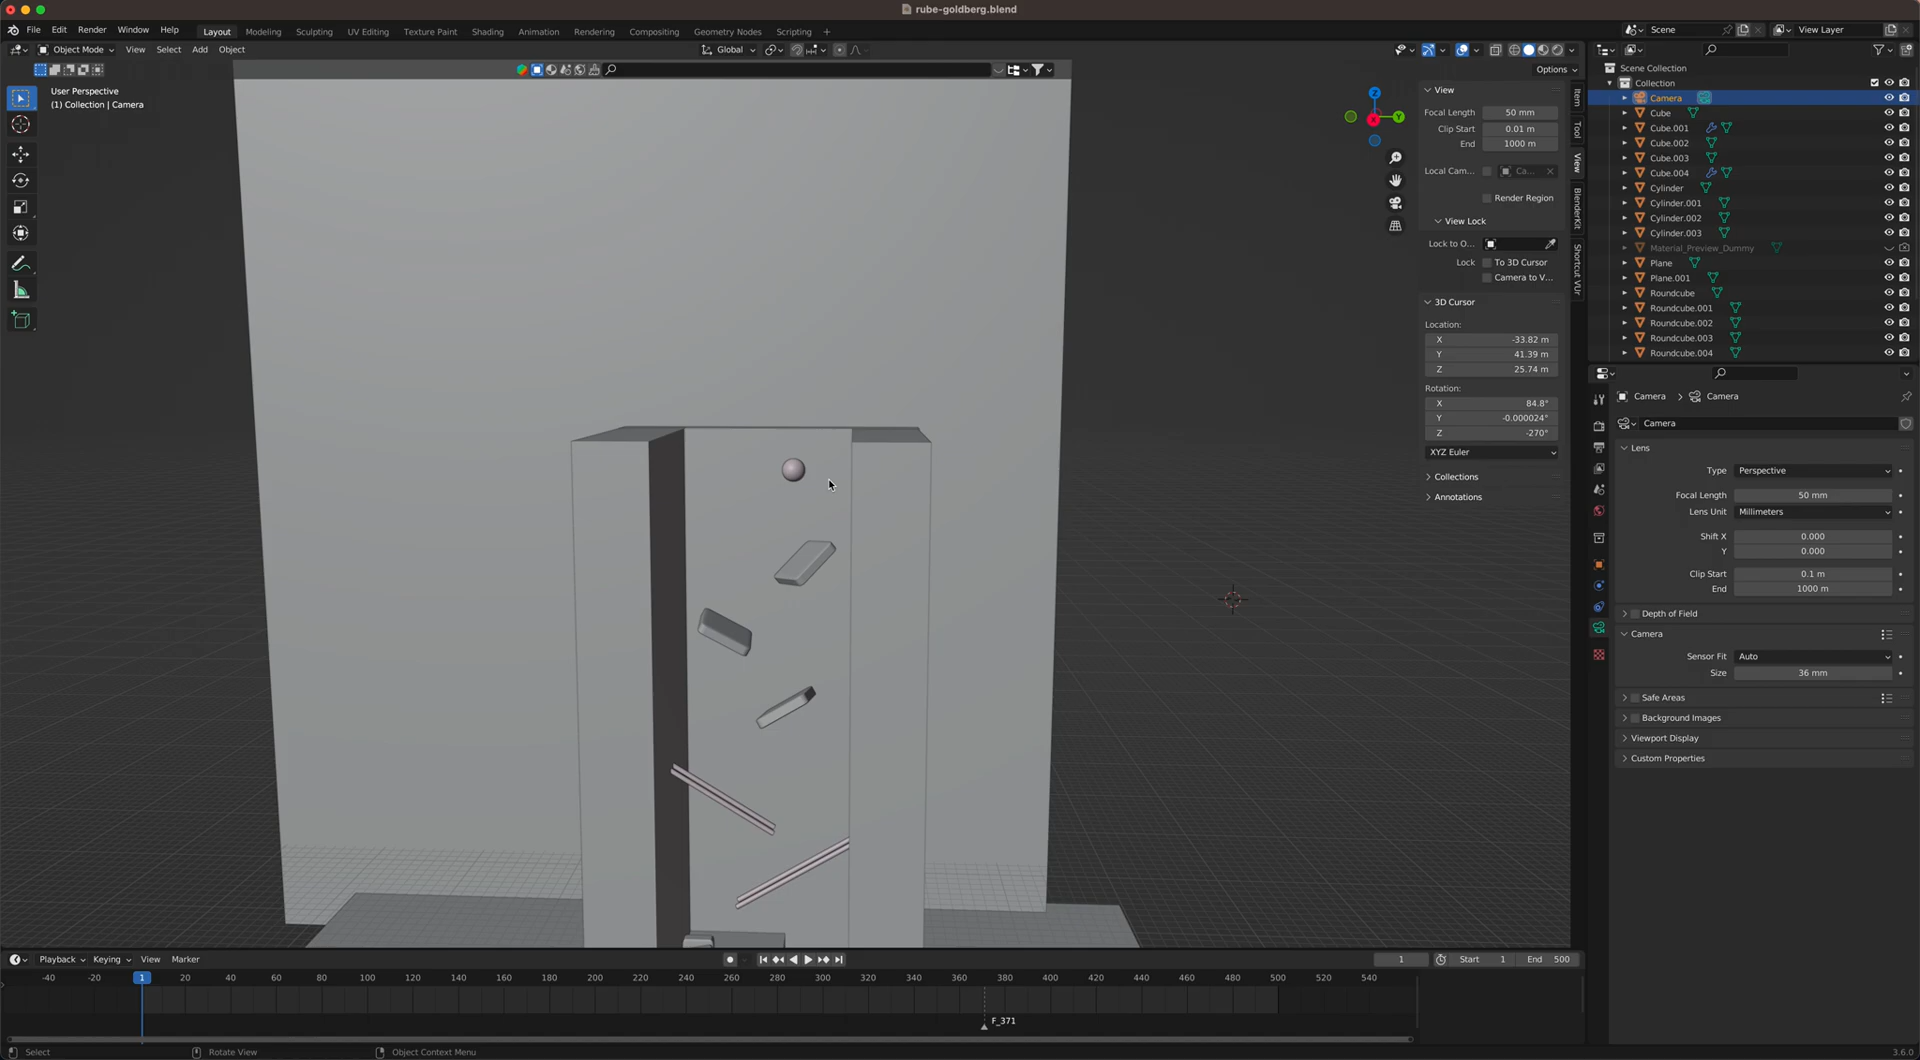 rube-goldberg.blend
File Edit Render Window Help Layout Modeling Sculpting UV Editing Texture Paint Shading Animation Rendering Compositing Geometry Nodes Scripting + Scene View Layer
Object Mode View Select Add Object Global
Options
User Perspective
(1) Collection | Camera
Z
Y
X
View
Focal Length 50 mm
Clip Start 0.01 m
End 1000 m
Local Cam... Ca...
Render Region
View Lock
Lock to O...
Lock To 3D Cursor
Camera to V...
3D Cursor
Location:
X -33.82 m
Y 41.39 m
Z 25.74 m
Rotation:
X 84.8°
Y -0.000024°
Z -270°
XYZ Euler
Collections
Annotations
Item
Tool
View
BlenderKit
Shortcut VUr
Scene Collection
Collection
Camera
Cube
Cube.001
Cube.002
Cube.003
Cube.004
Cylinder
Cylinder.001
Cylinder.002
Cylinder.003
Material_Preview_Dummy
Plane
Plane.001
Roundcube
Roundcube.001
Roundcube.002
Roundcube.003
Roundcube.004
Camera > Camera
Camera
Lens
Type Perspective
Focal Length 50 mm
Lens Unit Millimeters
Shift X 0.000
Y 0.000
Clip Start 0.1 m
End 1000 m
Depth of Field
Camera
Sensor Fit Auto
Size 36 mm
Safe Areas
Background Images
Viewport Display
Custom Properties
Playback Keying View Marker 1 Start 1 End 500
-40 -20 1 20 40 60 80 100 120 140 160 180 200 220 240 260 280 300 320 340 360 380 400 420 440 460 480 500 520 540
F_371
Select Rotate View Object Context Menu 3.6.0